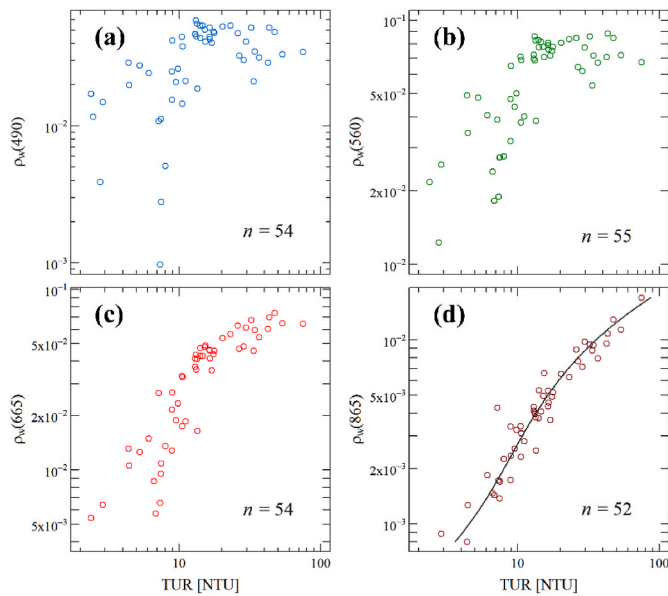 (a)
ρw(490)
10⁻²
10⁻³
n = 54
(b)
ρw(560)
10⁻¹
5x10⁻²
2x10⁻²
10⁻²
n = 55
(c)
ρw(665)
10⁻¹
5x10⁻²
2x10⁻²
10⁻²
5x10⁻³
n = 54
10
100
TUR [NTU]
(d)
ρw(865)
10⁻²
5x10⁻³
2x10⁻³
10⁻³
n = 52
10
100
TUR [NTU]